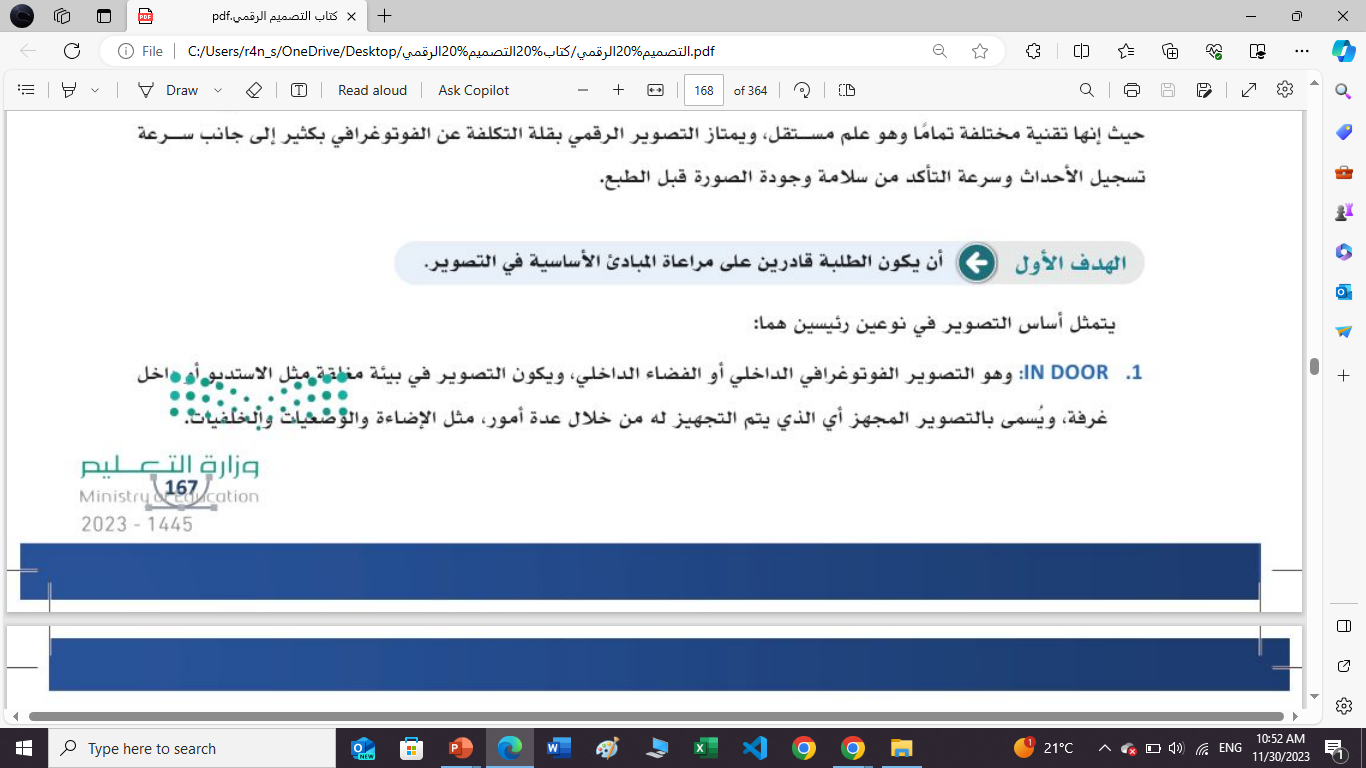 كتاب التصميم الرقمي.pdf
File
C:/Users/r4n_s/OneDrive/Desktop/التصميم%20الرقمي/كتاب%20التصميم%20الرقمي.pdf
Draw
Read aloud
Ask Copilot
168 of 364
حيث إنها تقنية مختلفة تمامًا وهو علم مستقل، ويمتاز التصوير الرقمي بقلة التكلفة عن الفوتوغرافي بكثير إلى جانب سرعة
تسجيل الأحداث وسرعة التأكد من سلامة وجودة الصورة قبل الطبع.
الهدف الأول أن يكون الطلبة قادرين على مراعاة المبادئ الأساسية في التصوير.
يتمثل أساس التصوير في نوعين رئيسين هما:
1. IN DOOR: وهو التصوير الفوتوغرافي الداخلي أو الفضاء الداخلي، ويكون التصوير في بيئة مغلقة مثل الاستديو أو داخل
غرفة، ويُسمى بالتصوير المجهز أي الذي يتم التجهيز له من خلال عدة أمور، مثل الإضاءة والوضعيات والخلفيات.
وزارة التعليم
167
Ministry of Education
2023 - 1445
Type here to search
NEW
1
21°C
ENG
10:52 AM
11/30/2023
1